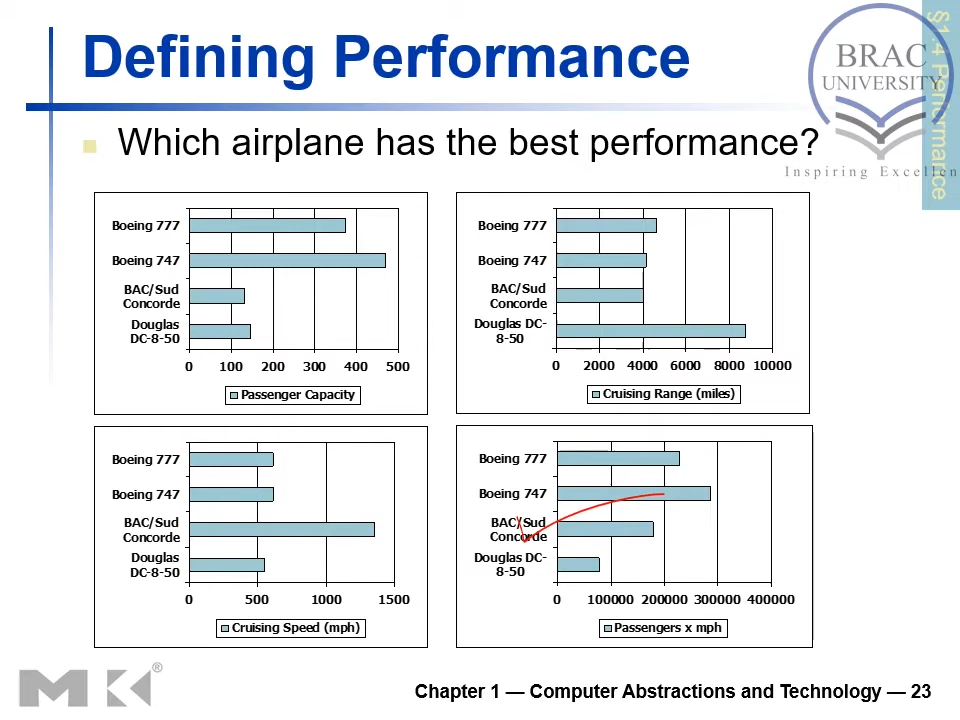 Defining Performance
§1.4 Performance
BRAC
UNIVERSITY
Inspiring Excellen
Which airplane has the best performance?
Boeing 777
Boeing 747
BAC/Sud
Concorde
Douglas
DC-8-50
0 100 200 300 400 500
Passenger Capacity
Boeing 777
Boeing 747
BAC/Sud
Concorde
Douglas DC-
8-50
0 2000 4000 6000 8000 10000
Cruising Range (miles)
Boeing 777
Boeing 747
BAC/Sud
Concorde
Douglas
DC-8-50
0 500 1000 1500
Cruising Speed (mph)
Boeing 777
Boeing 747
BAC/Sud
Concorde
Douglas DC-
8-50
0 100000 200000 300000 400000
Passengers x mph
MK®
Chapter 1 — Computer Abstractions and Technology — 23